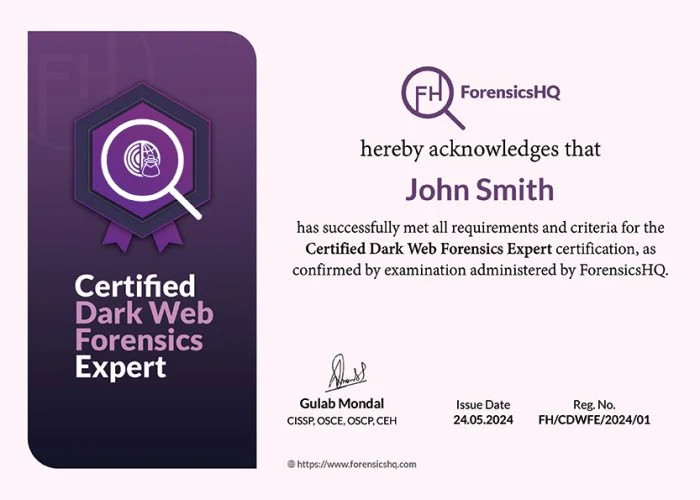 FH
Certified
Dark Web
Forensics
Expert
FH ForensicsHQ
hereby acknowledges that
John Smith
has successfully met all requirements and criteria for the
Certified Dark Web Forensics Expert certification, as
confirmed by examination administered by ForensicsHQ.
Gulab Mondal
CISSP, OSCE, OSCP, CEH
Issue Date
24.05.2024
Reg. No.
FH/CDWFE/2024/01
https://www.forensicshq.com